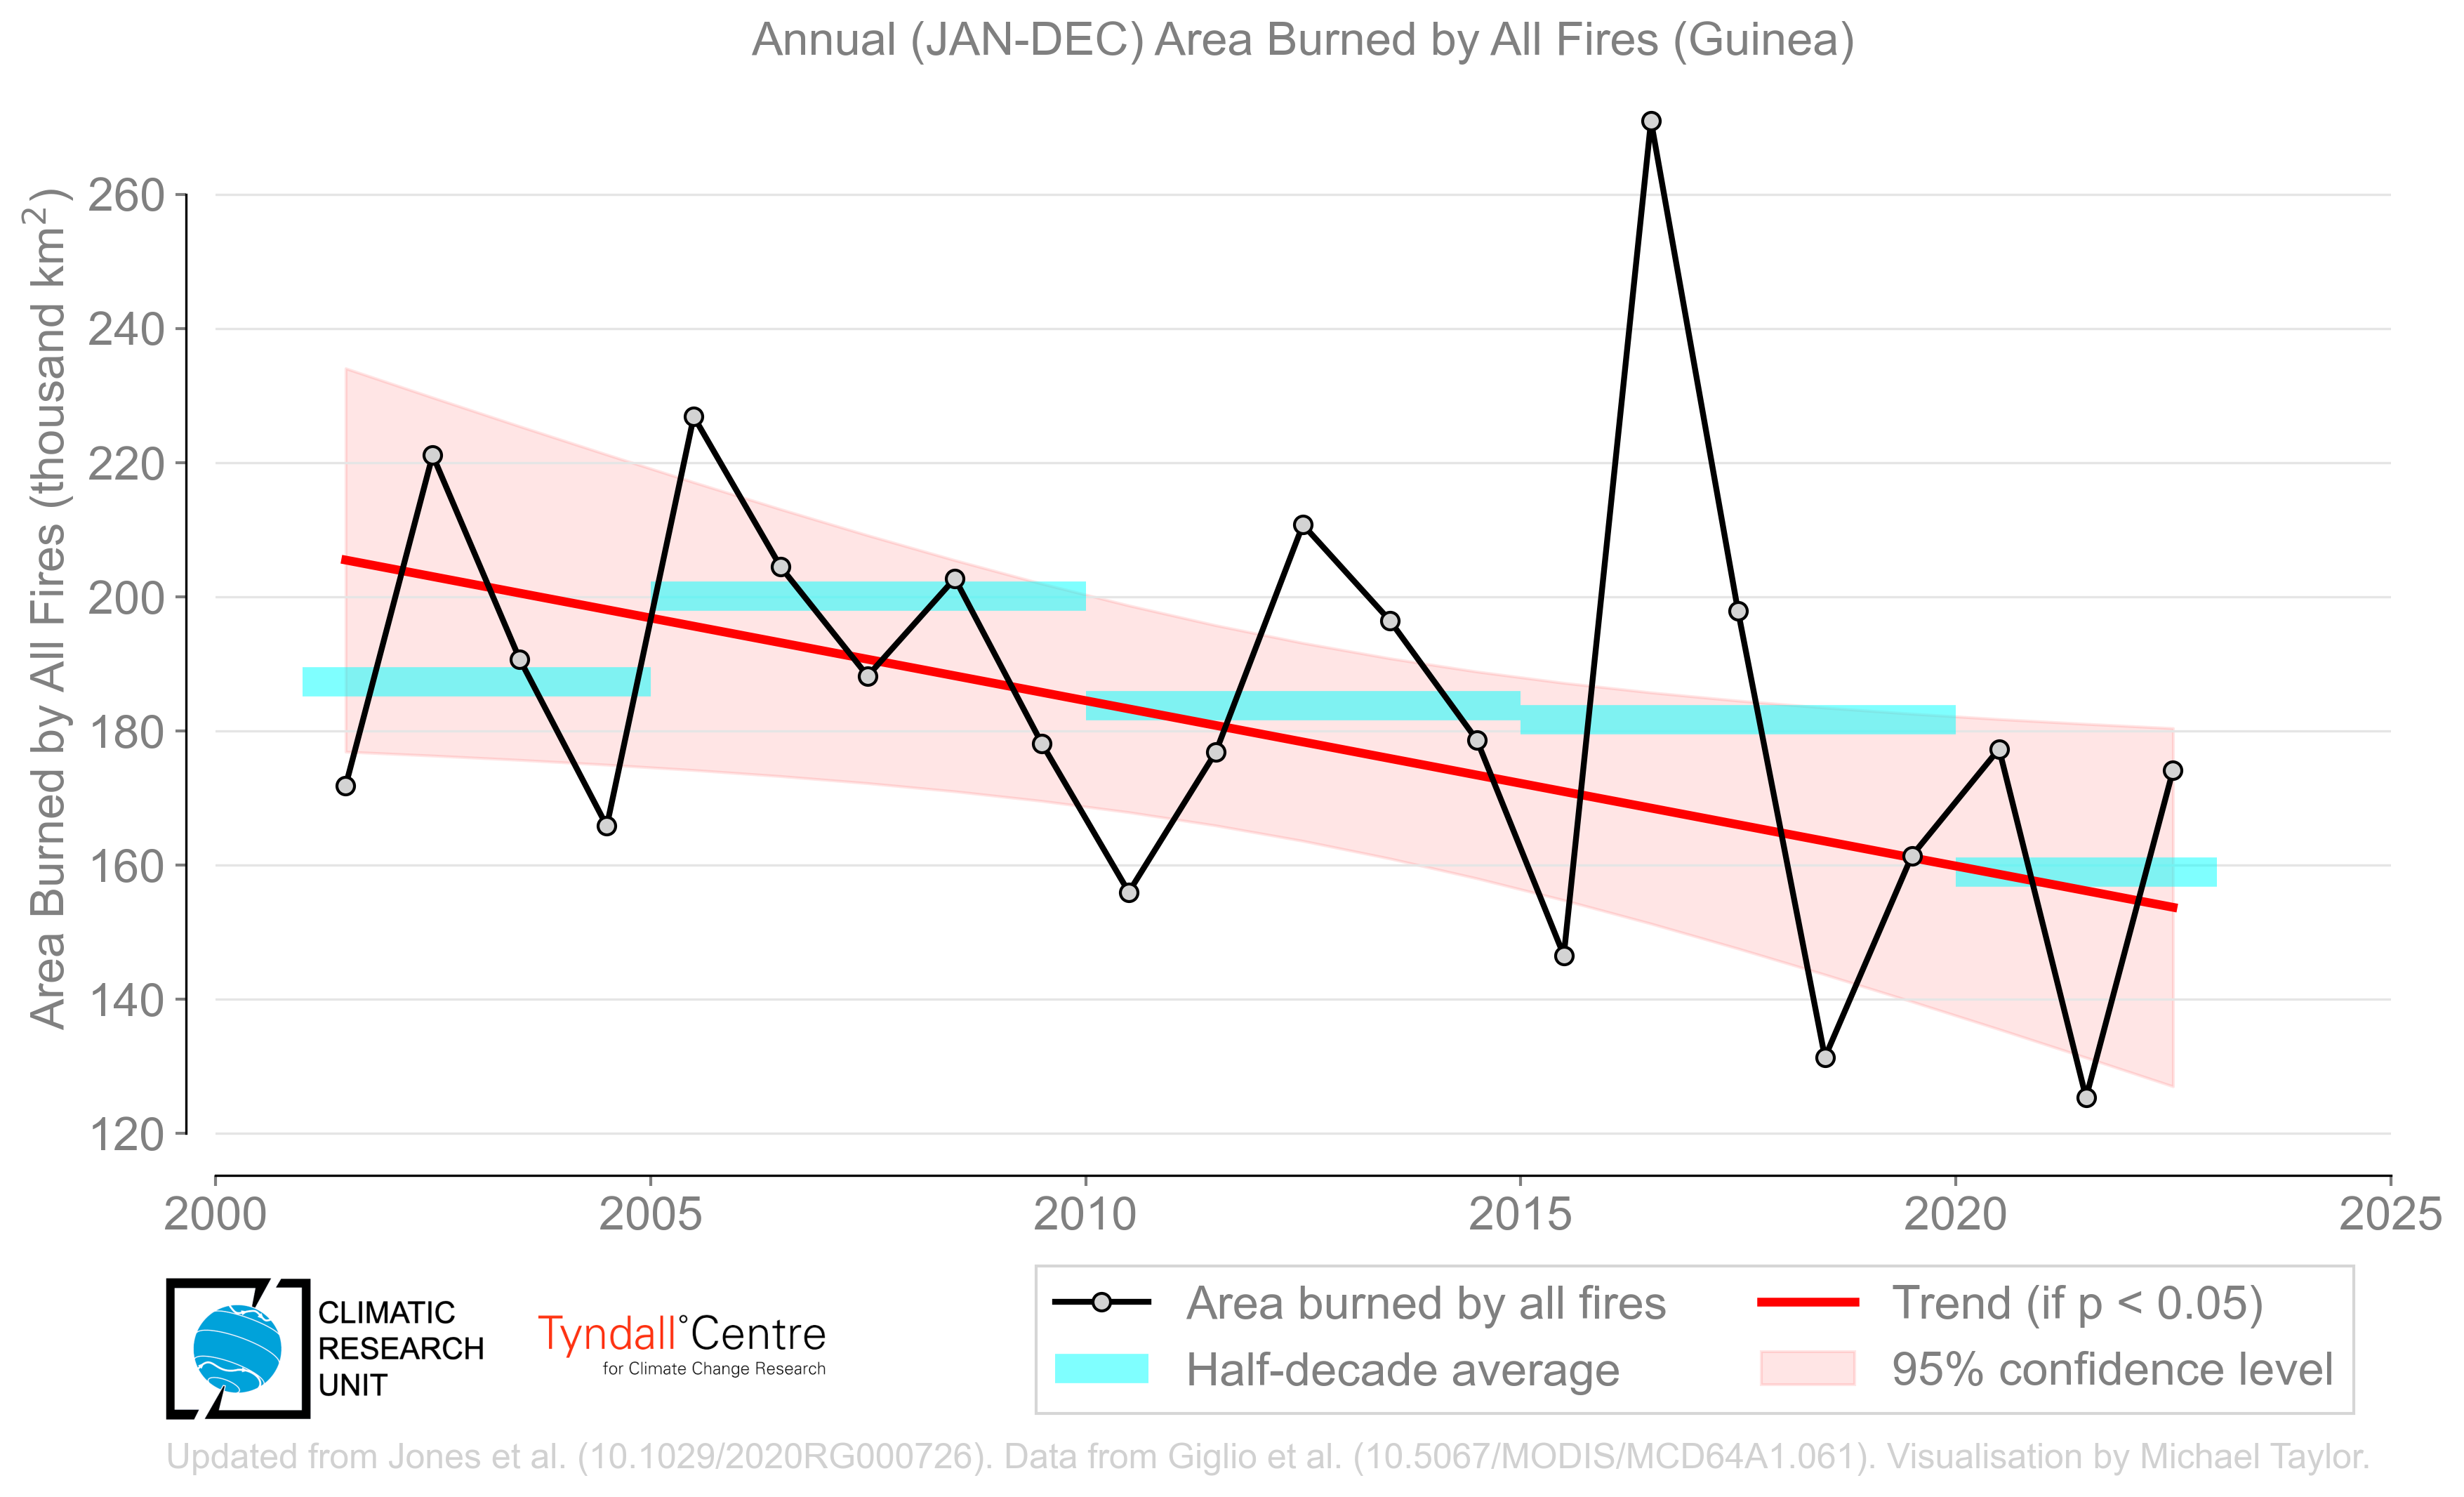 Annual (JAN-DEC) Area Burned by All Fires (Guinea)
Area Burned by All Fires (thousand km²)
260
240
220
200
180
160
140
120
2000 2005 2010 2015 2020 2025
CLIMATIC
RESEARCH
UNIT
Tyndall°Centre
for Climate Change Research
Area burned by all fires
Half-decade average
Trend (if p < 0.05)
95% confidence level
Updated from Jones et al. (10.1029/2020RG000726). Data from Giglio et al. (10.5067/MODIS/MCD64A1.061). Visualisation by Michael Taylor.